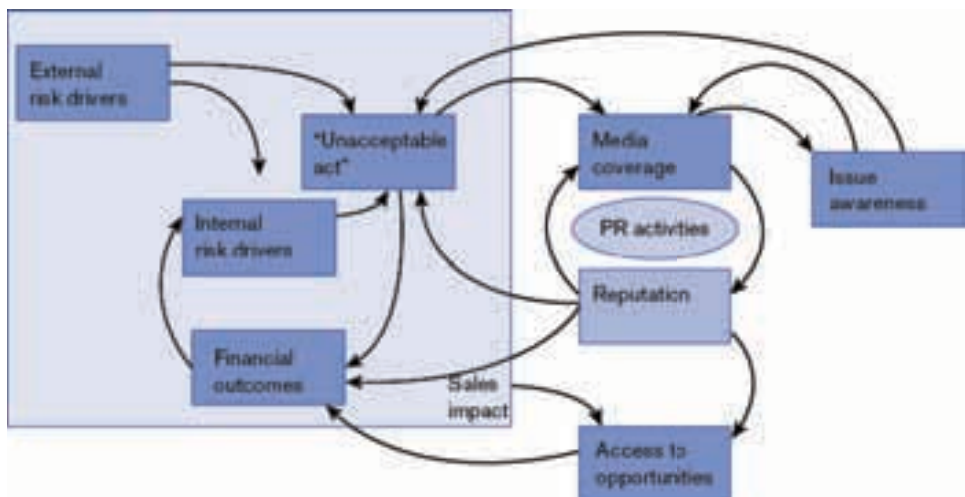 External
risk drivers
"Unacceptable
act"
Media
coverage
Issue
awareness
Internal
risk drivers
PR activties
Reputation
Financial
outcomes
Sales
impact
Access to
opportunities